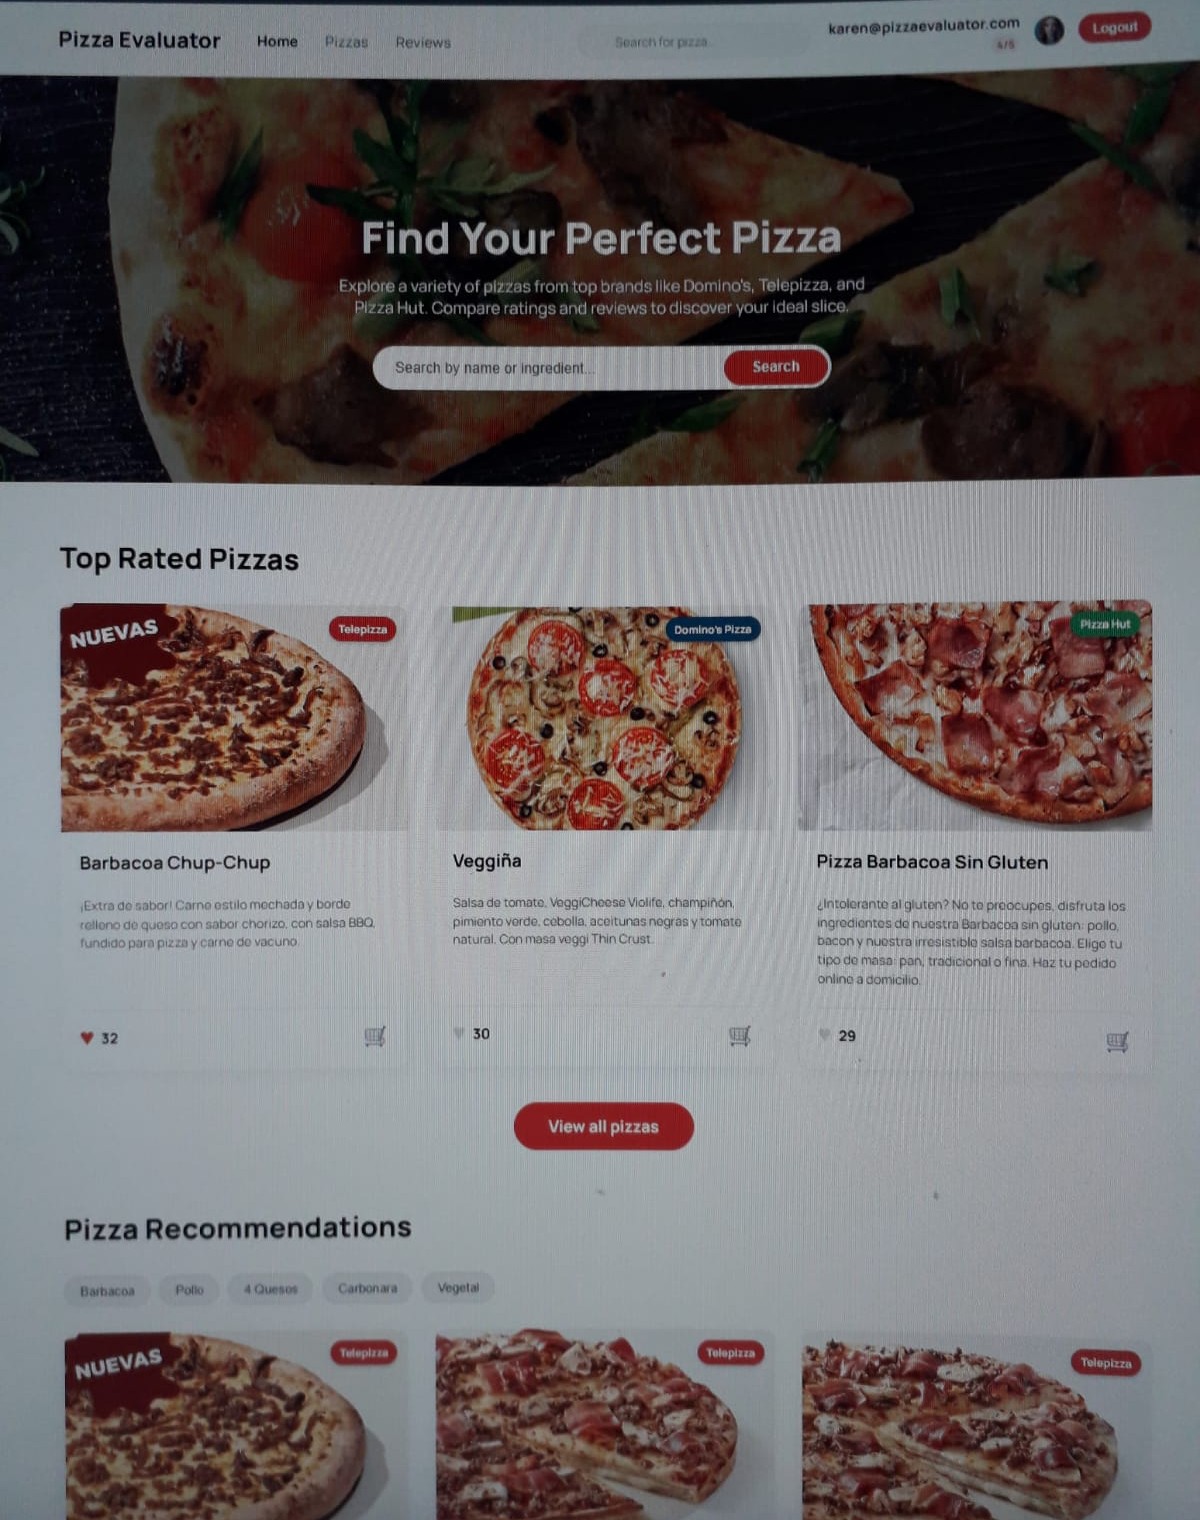 Pizza Evaluator
Home
Pizzas
Reviews
Search for pizza...
karen@pizzaevaluator.com
5/5
Logout
Find Your Perfect Pizza
Explore a variety of pizzas from top brands like Domino's, Telepizza, and
Pizza Hut. Compare ratings and reviews to discover your ideal slice.
Search by name or ingredient...
Search
Top Rated Pizzas
NUEVAS
Telepizza
Domino's Pizza
Pizza Hut
Barbacoa Chup-Chup
¡Extra de sabor! Carne estilo mechada y borde
relleno de queso con sabor chorizo, con salsa BBQ,
fundido para pizza y carne de vacuno.
32
Veggiña
Salsa de tomate, VeggiCheese Violife, champiñón,
pimiento verde, cebolla, aceitunas negras y tomate
natural. Con masa veggi Thin Crust.
30
Pizza Barbacoa Sin Gluten
¿Intolerante al gluten? No te preocupes, disfruta los
ingredientes de nuestra Barbacoa sin gluten: pollo,
bacon y nuestra irresistible salsa barbacoa. Elige tu
tipo de masa: pan, tradicional o fina. Haz tu pedido
online a domicilio.
29
View all pizzas
Pizza Recommendations
Barbacoa
Pollo
4 Quesos
Carbonara
Vegetal
NUEVAS
Telepizza
Telepizza
Telepizza